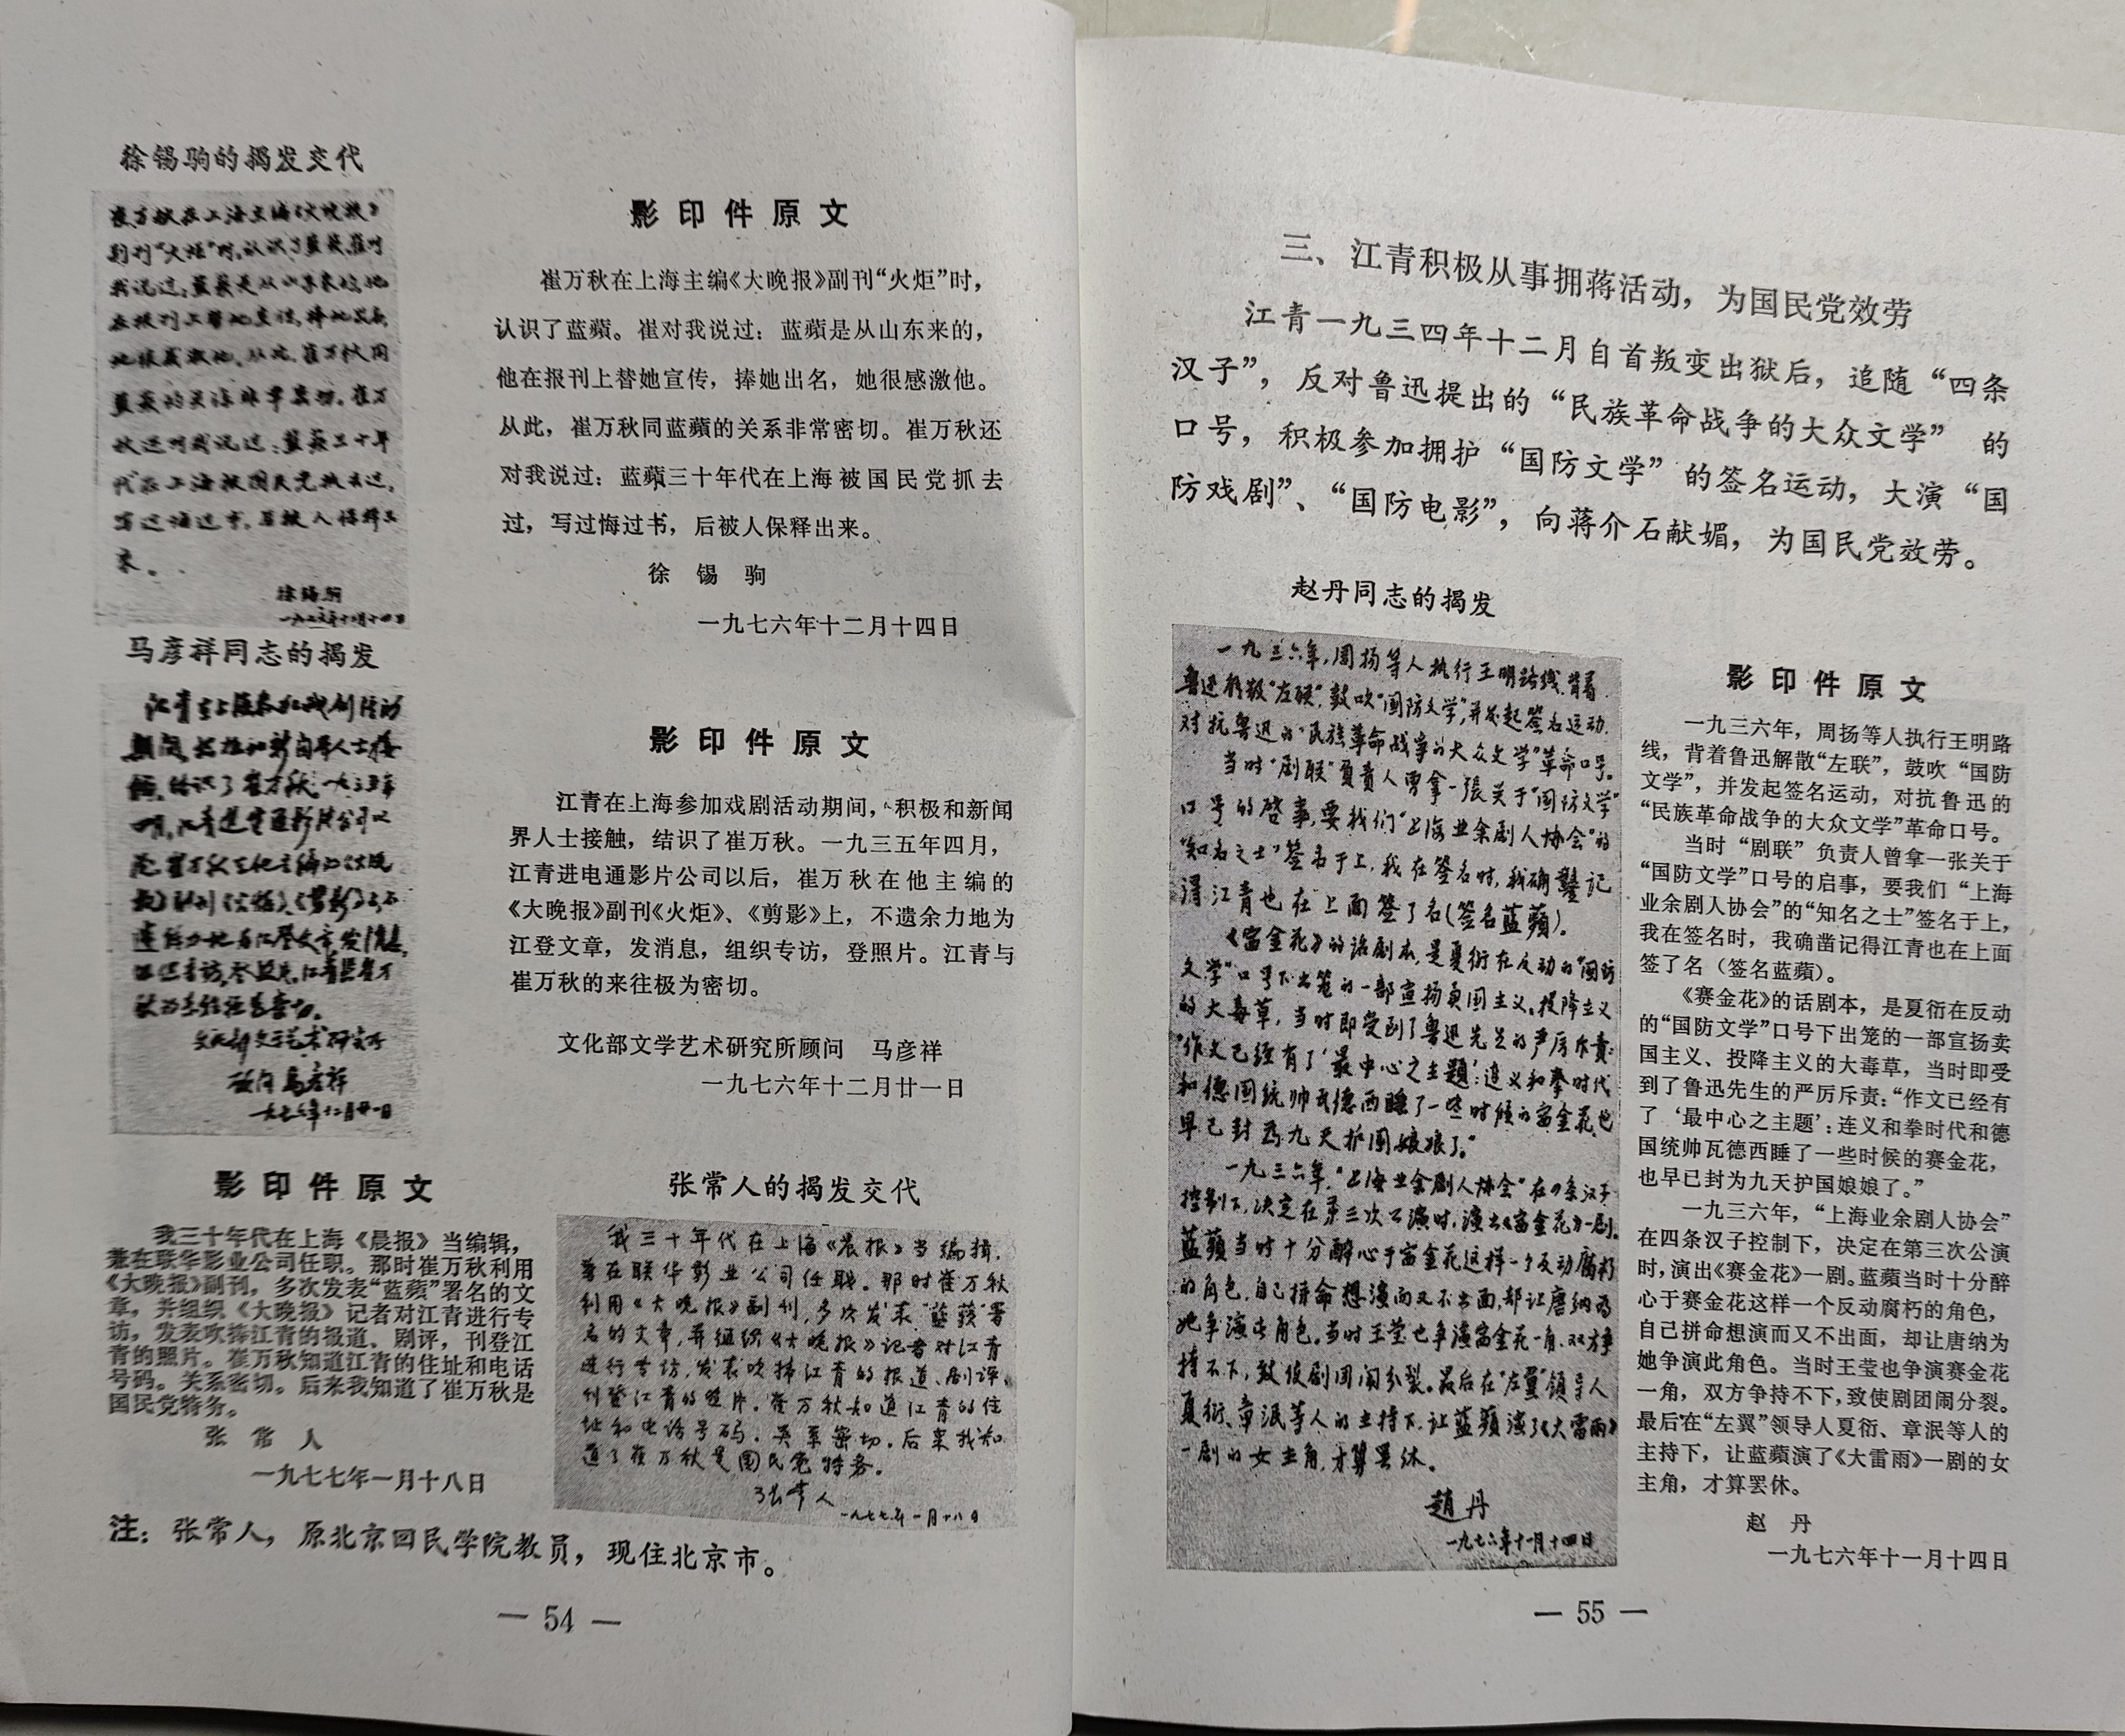 徐锡驹的揭发交代
影印件原文
崔万秋在上海主编《大晚报》副刊“火炬”时，
认识了蓝蘋。崔对我说过：蓝蘋是从山东来的，
他在报刊上替她宣传，捧她出名，她很感激他。
从此，崔万秋同蓝蘋的关系非常密切。崔万秋还
对我说过：蓝蘋三十年代在上海被国民党抓去
过，写过悔过书，后被人保释出来。
徐锡驹
一九七六年十二月十四日
马彦祥同志的揭发
影印件原文
江青在上海参加戏剧活动期间，积极和新闻
界人士接触，结识了崔万秋。一九三五年四月，
江青进电通影片公司以后，崔万秋在他主编的
《大晚报》副刊《火炬》、《剪影》上，不遗余力地为
江登文章，发消息，组织专访，登照片。江青与
崔万秋的来往极为密切。
文化部文学艺术研究所顾问　马彦祥
一九七六年十二月廿一日
影印件原文
我三十年代在上海《晨报》当编辑，
兼在联华影业公司任职。那时崔万秋利用
《大晚报》副刊，多次发表“蓝蘋”署名的文
章，并组织《大晚报》记者对江青进行专
访，发表吹捧江青的报道、剧评，刊登江
青的照片。崔万秋知道江青的住址和电话
号码。关系密切。后来我知道了崔万秋是
国民党特务。
张常人
一九七七年一月十八日
张常人的揭发交代
我三十年代在上海《晨报》当编辑，
兼在联华影业公司任职。那时崔万秋
利用《大晚报》副刊，多次发表“蓝蘋”署
名的文章，并组织《大晚报》记者对江青
进行专访，发表吹捧江青的报道、剧评，
刊登江青的照片。崔万秋知道江青的住
址和电话号码。关系密切。后来我知
道了崔万秋是国民党特务。
张常人
一九七七年一月十八日
注：张常人，原北京回民学院教员，现住北京市。
— 54 —
三、江青积极从事拥蒋活动，为国民党效劳
江青一九三四年十二月自首叛变出狱后，追随“四条
汉子”，反对鲁迅提出的“民族革命战争的大众文学”的
口号，积极参加拥护“国防文学”的签名运动，大演“国
防戏剧”、“国防电影”，向蒋介石献媚，为国民党效劳。
赵丹同志的揭发
一九三六年，周扬等人执行王明路线，背着
鲁迅解散“左联”，鼓吹“国防文学”，并发起签名运动，
对抗鲁迅的“民族革命战争的大众文学”革命口号。
当时“剧联”负责人曾拿一张关于“国防文学”
口号的启事，要我们“上海业余剧人协会”的
“知名之士”签名于上，我在签名时，我确凿记
得江青也在上面签了名（签名蓝蘋）。
《赛金花》的话剧本，是夏衍在反动的“国防
文学”口号下出笼的一部宣扬卖国主义、投降主义
的大毒草，当时即受到了鲁迅先生的严厉斥责：
“作文已经有了‘最中心之主题’：连义和拳时代
和德国统帅瓦德西睡了一些时候的赛金花，也
早已封为九天护国娘娘了。”
一九三六年，“上海业余剧人协会”在四条汉子
控制下，决定在第三次公演时，演出《赛金花》一剧。
蓝蘋当时十分醉心于赛金花这样一个反动腐朽
的角色，自己拼命想演而又不出面，却让唐纳为
她争演此角色。当时王莹也争演赛金花一角，双方争
持不下，致使剧团闹分裂。最后在“左翼”领导人
夏衍、章泯等人的主持下，让蓝蘋演了《大雷雨》
一剧的女主角，才算罢休。
趙丹
一九七六年十一月十四日
影印件原文
一九三六年，周扬等人执行王明路
线，背着鲁迅解散“左联”，鼓吹“国防
文学”，并发起签名运动，对抗鲁迅的
“民族革命战争的大众文学”革命口号。
当时“剧联”负责人曾拿一张关于
“国防文学”口号的启事，要我们“上海
业余剧人协会”的“知名之士”签名于上，
我在签名时，我确凿记得江青也在上面
签了名（签名蓝蘋）。
《赛金花》的话剧本，是夏衍在反动
的“国防文学”口号下出笼的一部宣扬卖
国主义、投降主义的大毒草，当时即受
到了鲁迅先生的严厉斥责：“作文已经有
了‘最中心之主题’：连义和拳时代和德
国统帅瓦德西睡了一些时候的赛金花，
也早已封为九天护国娘娘了。”
一九三六年，“上海业余剧人协会”
在四条汉子控制下，决定在第三次公演
时，演出《赛金花》一剧。蓝蘋当时十分醉
心于赛金花这样一个反动腐朽的角色，
自己拼命想演而又不出面，却让唐纳为
她争演此角色。当时王莹也争演赛金花
一角，双方争持不下，致使剧团闹分裂。
最后在“左翼”领导人夏衍、章泯等人的
主持下，让蓝蘋演了《大雷雨》一剧的女
主角，才算罢休。
赵丹
一九七六年十一月十四日
— 55 —